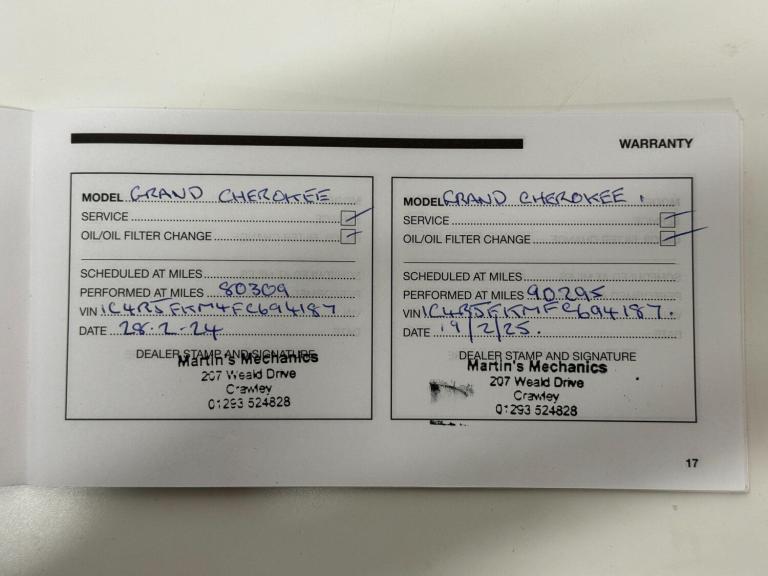 WARRANTY
MODEL GRAND CHEROKEE
SERVICE
OIL/OIL FILTER CHANGE
SCHEDULED AT MILES
PERFORMED AT MILES 80309
VIN 1C4RJFKM4FC694187
DATE 28.2-24
DEALER STAMP AND SIGNATURE
Martin's Mechanics
207 Weald Drive
Crawley
01293 524828
MODEL GRAND CHEROKEE
SERVICE
OIL/OIL FILTER CHANGE
SCHEDULED AT MILES
PERFORMED AT MILES 90295
VIN 1C4RJFKMFC694187.
DATE 19/2/25.
DEALER STAMP AND SIGNATURE
Martin's Mechanics
207 Weald Drive
Crawley
01293 524828
17